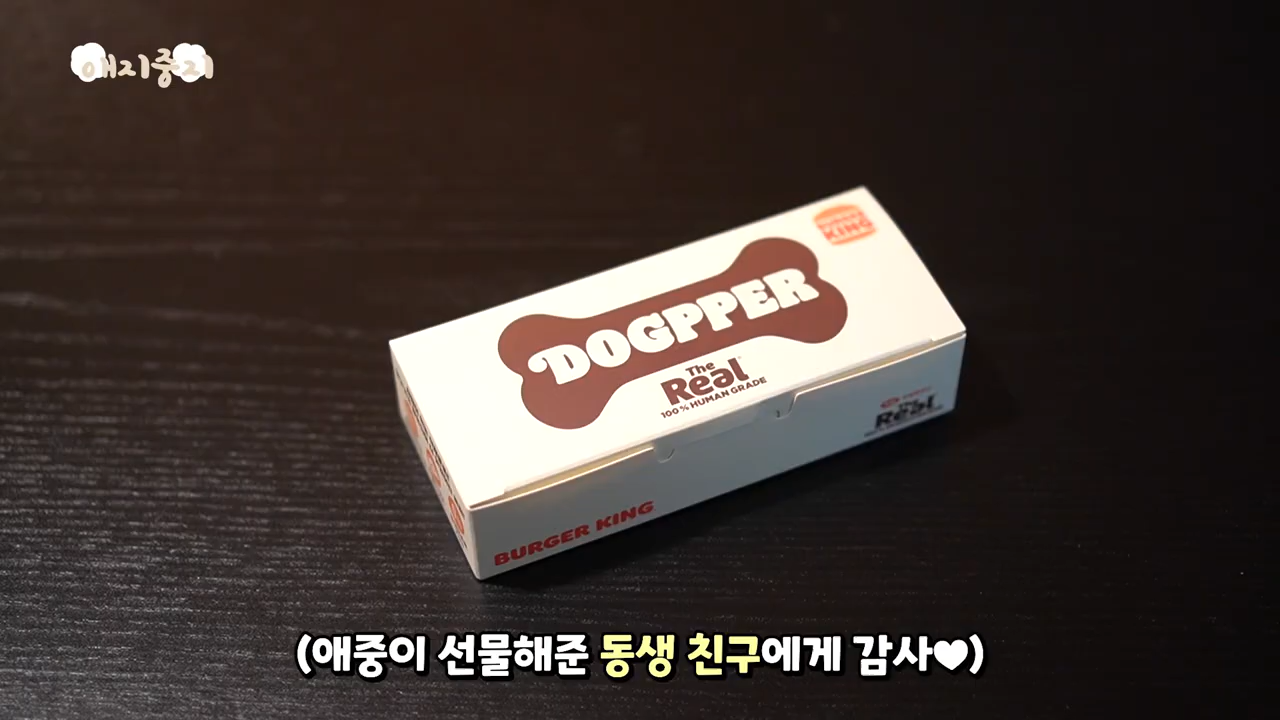 애지중지
BURGER
KING
DOGPPER
The
Real
100% HUMAN GRADE
The
Real
BURGER KING
(애중이 선물해준 동생 친구에게 감사♥)